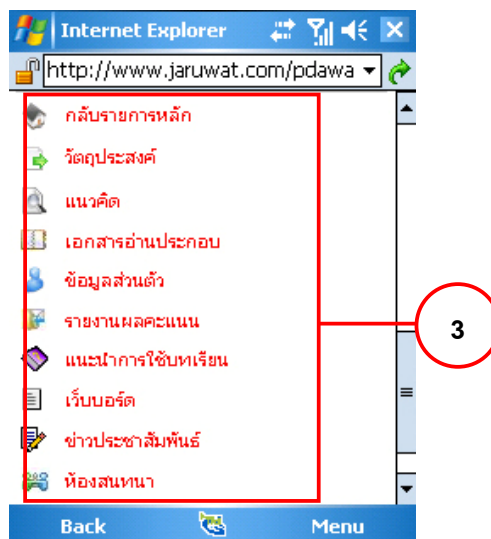 Internet Explorer
http://www.jaruwat.com/pdawa
กลับรายการหลัก
วัตถุประสงค์
แนวคิด
เอกสารอ่านประกอบ
ข้อมูลส่วนตัว
รายงานผลคะแนน
แนะนำการใช้บทเรียน
เว็บบอร์ด
ข่าวประชาสัมพันธ์
ห้องสนทนา
3
Back
Menu